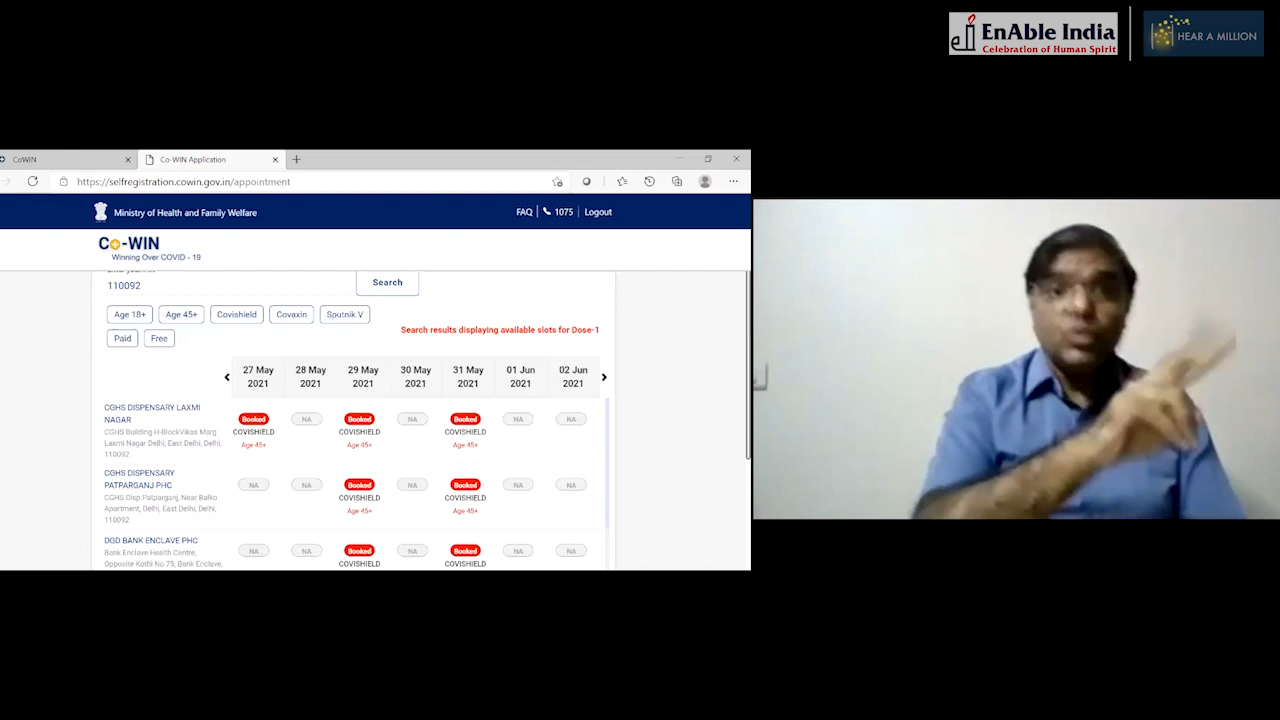 EnAble India
Celebration of Human Spirit
HEAR A MILLION
CoWIN
Co-WIN Application
https://selfregistration.cowin.gov.in/appointment
Ministry of Health and Family Welfare
FAQ
1075
Logout
Co-WIN
Winning Over COVID - 19
110092
Search
Age 18+
Age 45+
Covishield
Covaxin
Sputnik V
Paid
Free
Search results displaying available slots for Dose-1
27 May 2021
28 May 2021
29 May 2021
30 May 2021
31 May 2021
01 Jun 2021
02 Jun 2021
CGHS DISPENSARY LAXMI
NAGAR
CGHS Building H-BlockVikas Marg
Laxmi Nagar Delhi, East Delhi, Delhi,
110092
Booked NA Booked NA Booked NA NA
COVISHIELD COVISHIELD COVISHIELD
Age 45+ Age 45+ Age 45+
CGHS DISPENSARY
PATPARGANJ PHC
CGHS Disp Patparganj, Near Balko
Apartment, Delhi, East Delhi, Delhi,
110092
NA NA Booked NA Booked NA NA
COVISHIELD COVISHIELD
Age 45+ Age 45+
DGD BANK ENCLAVE PHC
Bank Enclave Health Centre,
Opposite Kothi No 75, Bank Enclave,
NA NA Booked NA Booked NA NA
COVISHIELD COVISHIELD